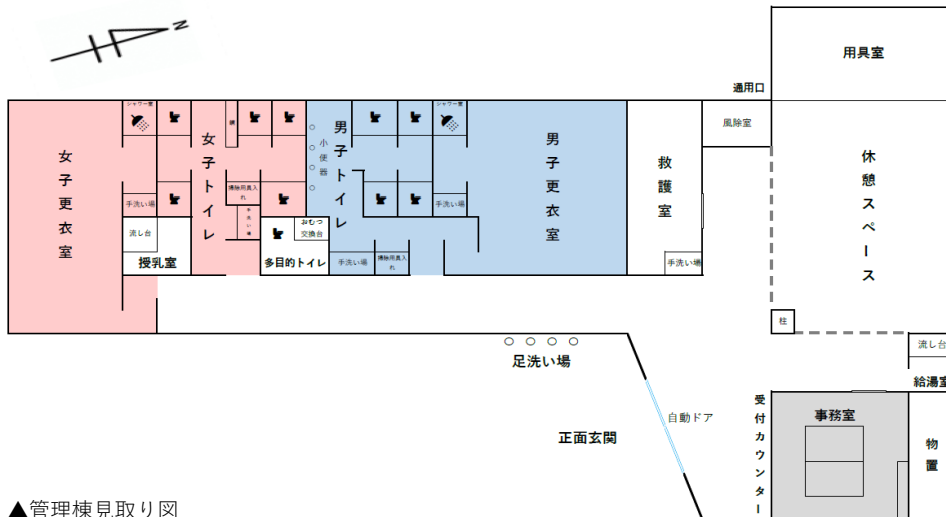 N
用具室
通用口
風除室
シャワー室
棚
シャワー室
女子更衣室
女子トイレ
男子トイレ
小便器
男子更衣室
救護室
休憩スペース
手洗い場
掃除用具入れ
手洗い場
手洗い場
流し台
授乳室
おむつ
交換台
多目的トイレ
手洗い場
掃除用具入れ
手洗い場
柱
流し台
足洗い場
給湯室
自動ドア
受付カウンター
事務室
正面玄関
物置
▲管理棟見取り図